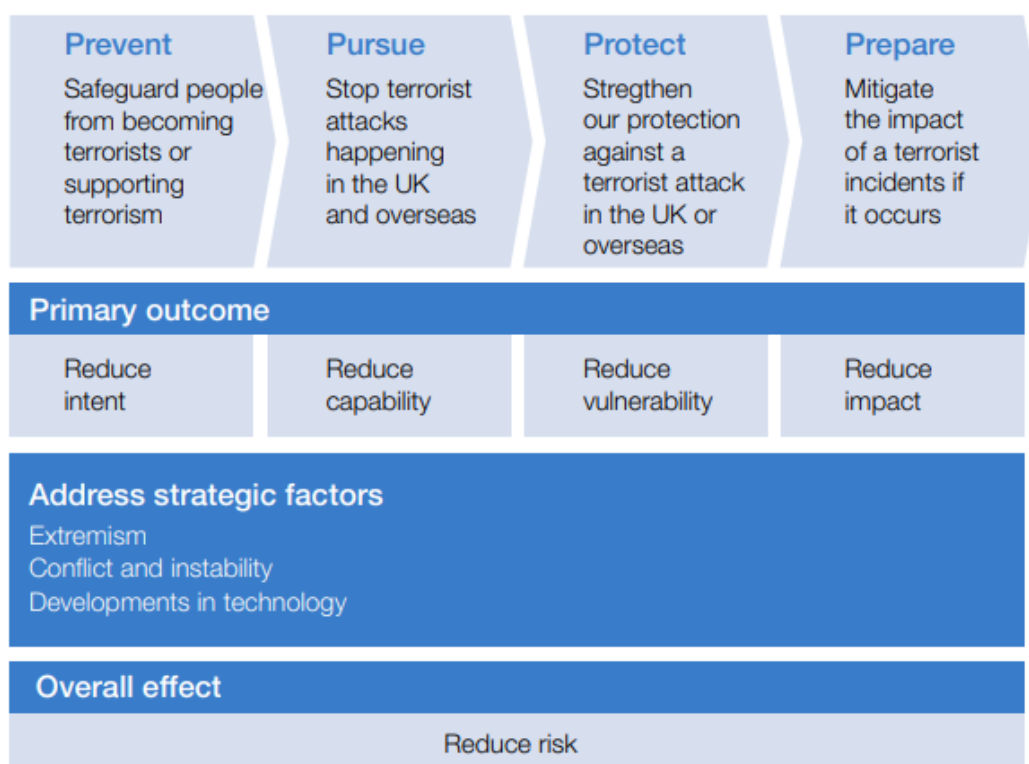 Prevent
Safeguard people
from becoming
terrorists or
supporting
terrorism
Pursue
Stop terrorist
attacks
happening
in the UK
and overseas
Protect
Stregthen
our protection
against a
terrorist attack
in the UK or
overseas
Prepare
Mitigate
the impact
of a terrorist
incidents if
it occurs
Primary outcome
Reduce
intent
Reduce
capability
Reduce
vulnerability
Reduce
impact
Address strategic factors
Extremism
Conflict and instability
Developments in technology
Overall effect
Reduce risk